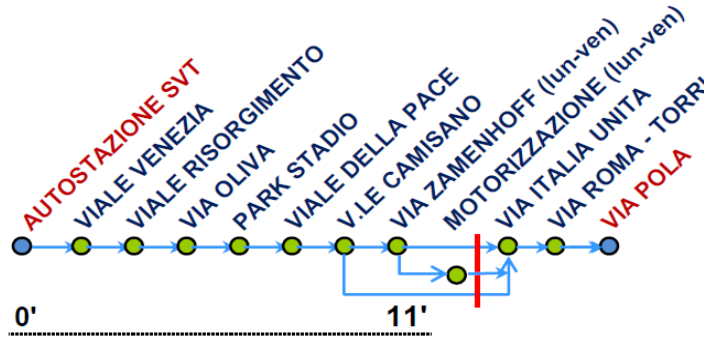 AUTOSTAZIONE SVT
VIALE VENEZIA
VIALE RISORGIMENTO
VIA OLIVA
PARK STADIO
VIALE DELLA PACE
V.LE CAMISANO
VIA ZAMENHOFF (lun-ven)
MOTORIZZAZIONE (lun-ven)
VIA ITALIA UNITA
VIA ROMA - TORRI
VIA POLA
0' 11'